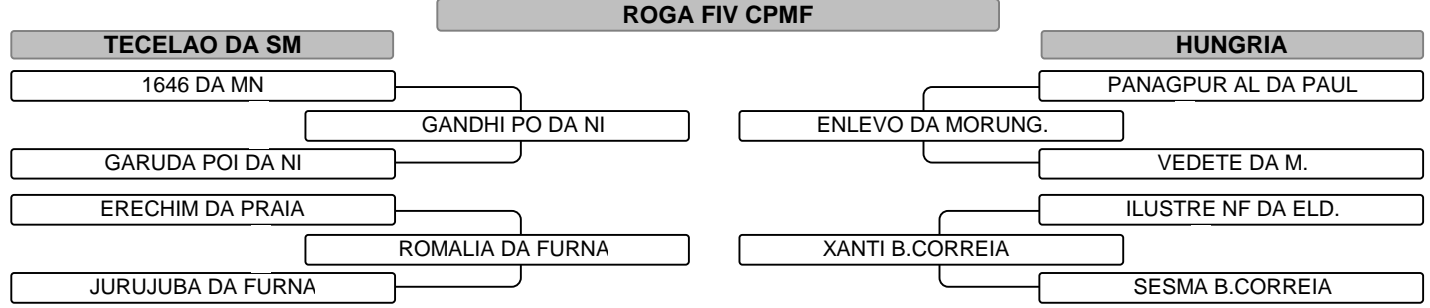 ROGA FIV CPMF
TECELAO DA SM
HUNGRIA
1646 DA MN
PANAGPUR AL DA PAUL
GANDHI PO DA NI
ENLEVO DA MORUNG.
GARUDA POI DA NI
VEDETE DA M.
ERECHIM DA PRAIA
ILUSTRE NF DA ELD.
ROMALIA DA FURNA
XANTI B.CORREIA
JURUJUBA DA FURNA
SESMA B.CORREIA